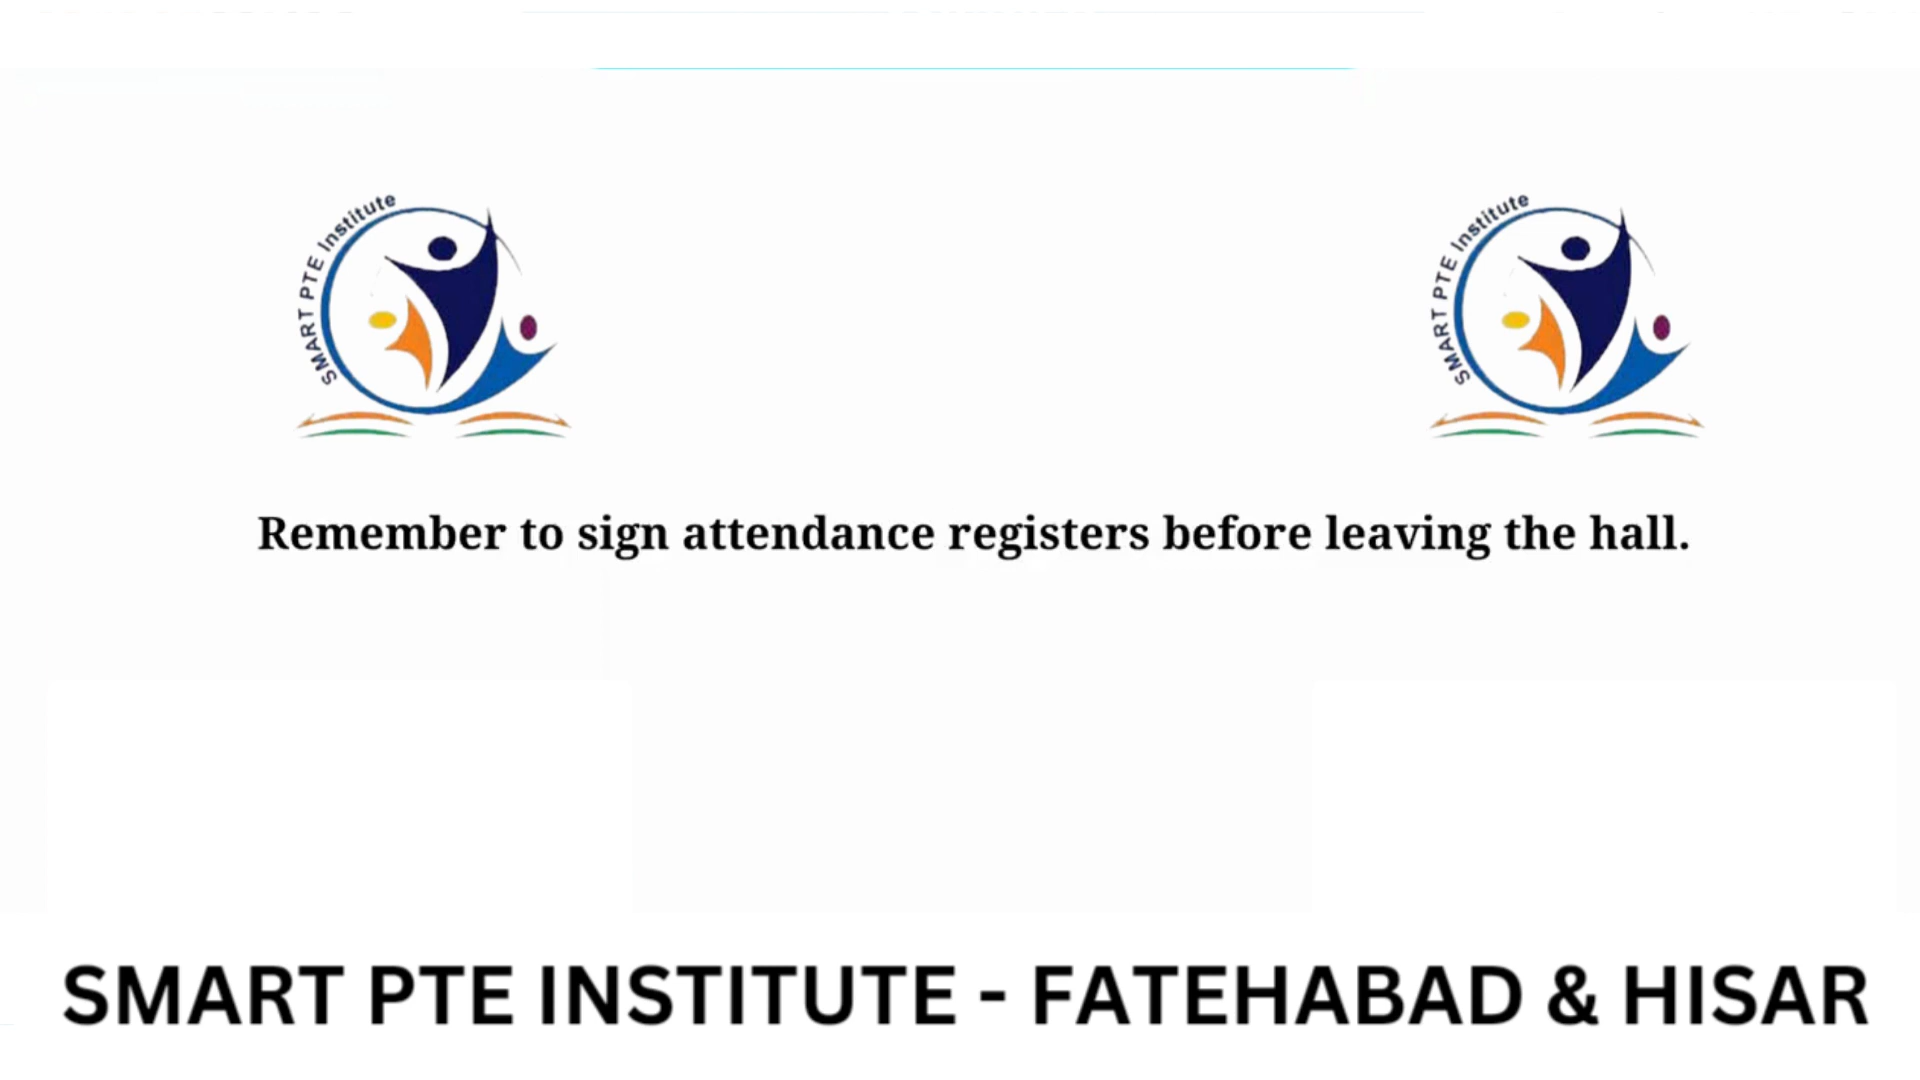 SMART PTE Institute
SMART PTE Institute
Remember to sign attendance registers before leaving the hall.
SMART PTE INSTITUTE - FATEHABAD & HISAR